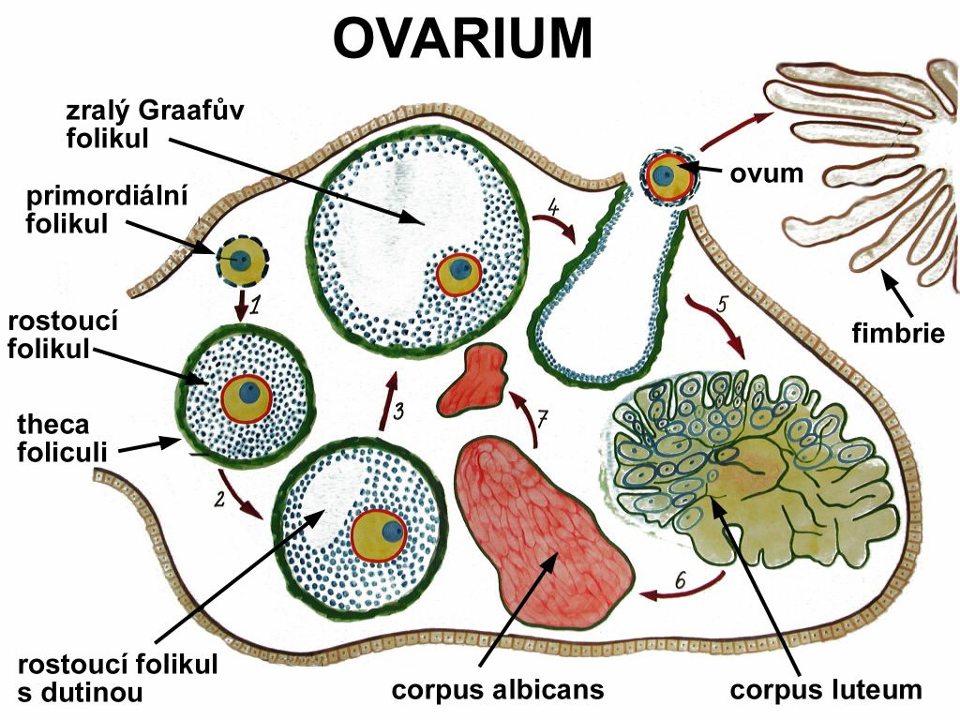 OVARIUM
zralý Graafův
folikul
primordiální
folikul
ovum
4
1
5
rostoucí
folikul
fimbrie
3
7
theca
foliculi
2
6
rostoucí folikul
s dutinou
corpus albicans
corpus luteum